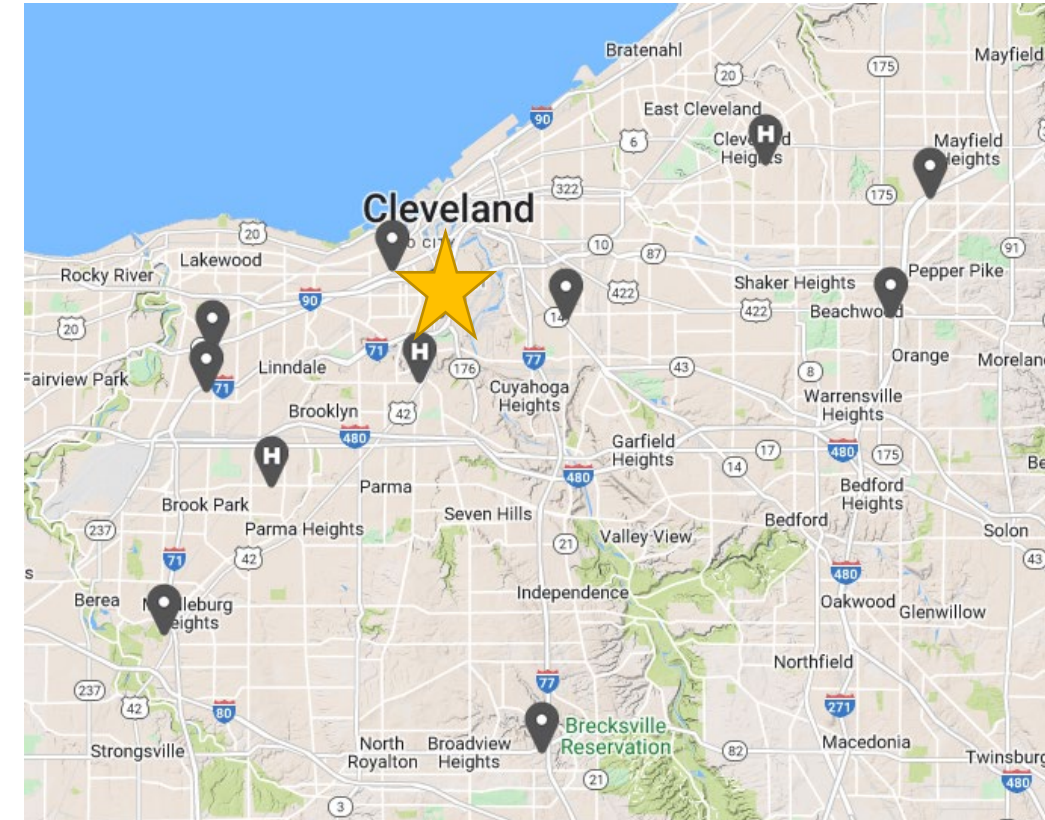 Bratenahl
Mayfield
175
20
East Cleveland
90
H
6
Mayfield
Heights
322
175
Cleveland
20
10
87
91
Rocky River
Lakewood
Pepper Pike
Shaker Heights
422
90
422
Beachwood
20
14
71
77
Orange
Linndale
176
43
Fairview Park
71
H
8
Cuyahoga
Heights
Warrensville
Heights
Brooklyn
42
480
Garfield
Heights
17
480
175
H
14
480
Parma
Bedford
Heights
Brook Park
Seven Hills
Bedford
237
Parma Heights
Solon
21
Valley View
43
71
42
480
Independence
Berea
Oakwood
Glenwillow
Northfield
77
237
42
80
271
Brecksville
Reservation
Strongsville
North
Royalton
Broadview
Heights
82
Macedonia
Twinsburg
21
480
3